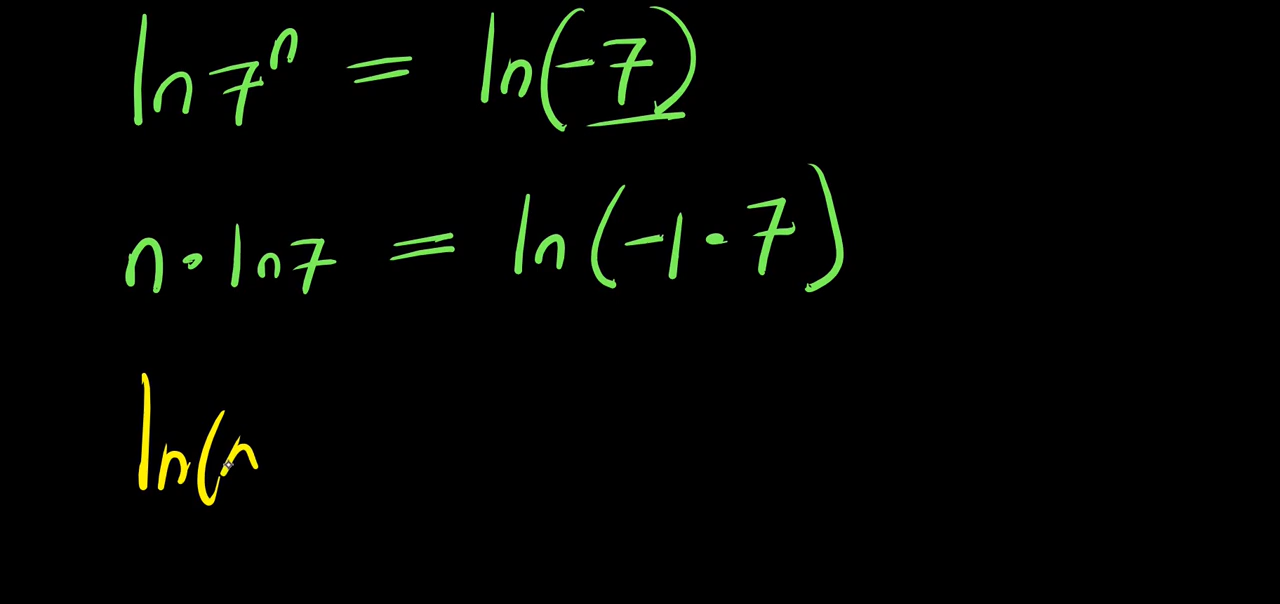 ln 7ⁿ = ln(-7)
n · ln 7 = ln(-1 · 7)
ln(